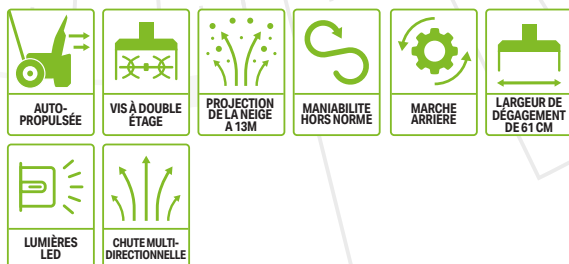 AUTO-
PROPULSÉE
VIS À DOUBLE
ÉTAGE
PROJECTION
DE LA NEIGE
A 13M
MANIABILITE
HORS NORME
MARCHE
ARRIÈRE
LARGEUR DE
DÉGAGEMENT
DE 61 CM
LUMIÈRES
LED
CHUTE MULTI-
DIRECTIONNELLE